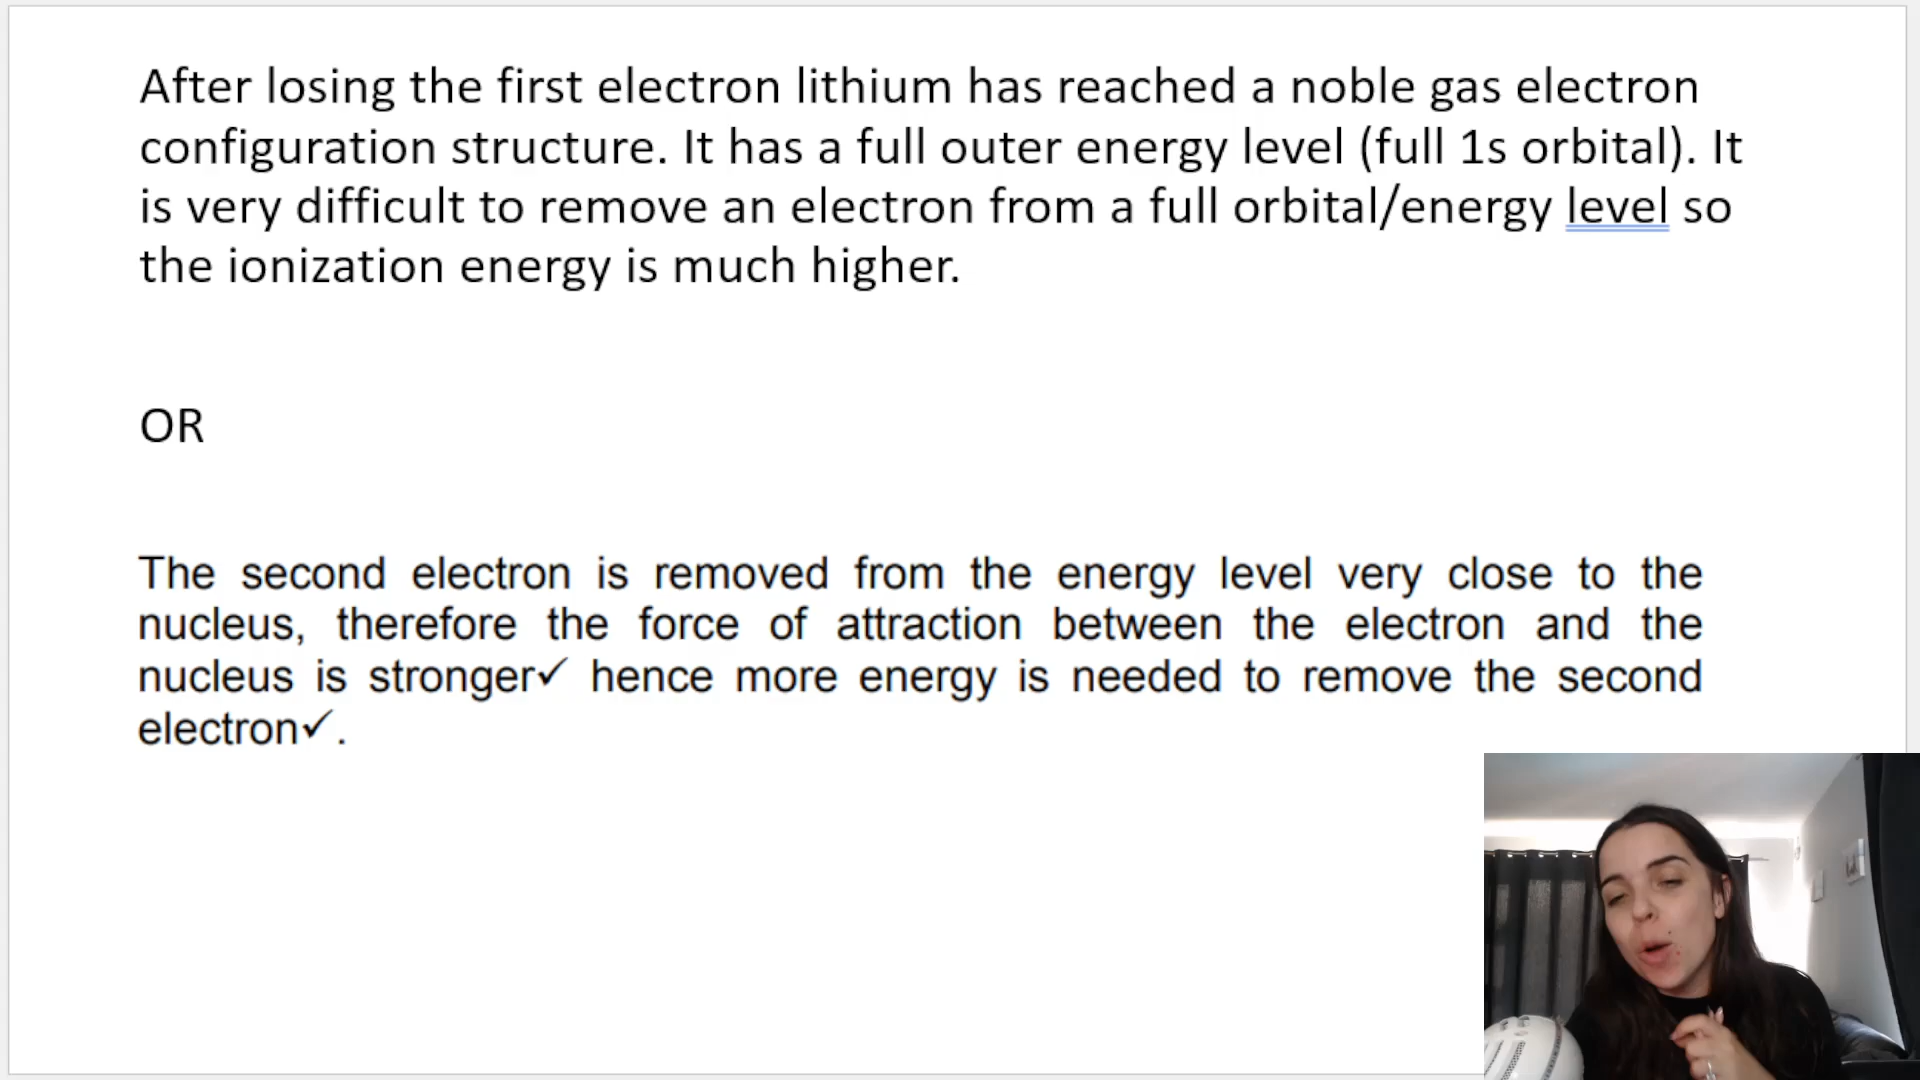 After losing the first electron lithium has reached a noble gas electron
configuration structure. It has a full outer energy level (full 1s orbital). It
is very difficult to remove an electron from a full orbital/energy level so
the ionization energy is much higher.
OR
The second electron is removed from the energy level very close to the
nucleus, therefore the force of attraction between the electron and the
nucleus is stronger✓ hence more energy is needed to remove the second
electron✓.